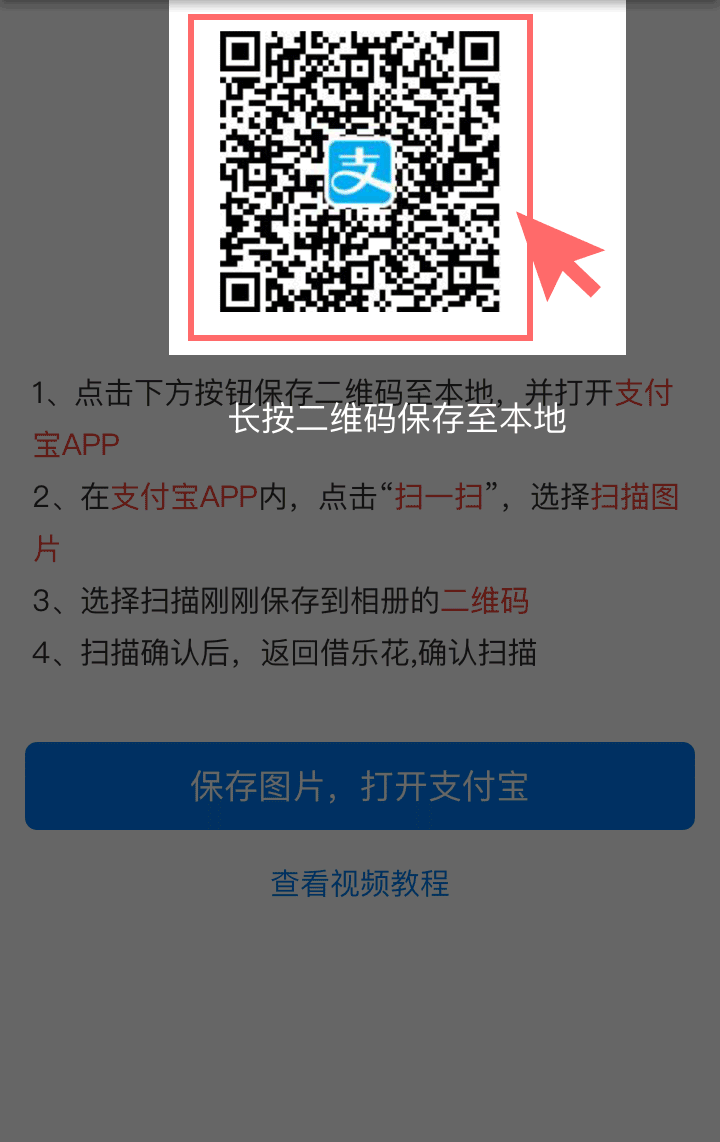 支
1、点击下方按钮保存二维码至本地，并打开支付
长按二维码保存至本地
宝APP
2、在支付宝APP内，点击“扫一扫”，选择扫描图
片
3、选择扫描刚刚保存到相册的二维码
4、扫描确认后，返回借乐花,确认扫描
保存图片，打开支付宝
查看视频教程